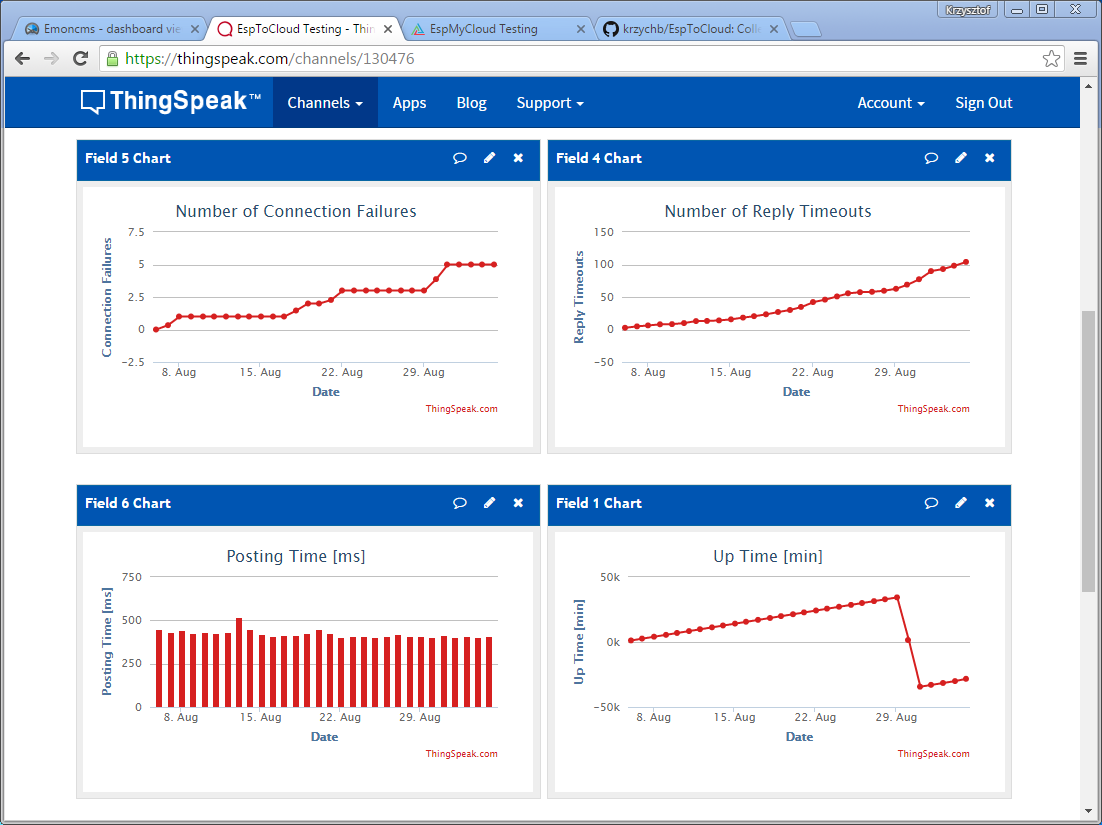 Krzysztof
Emoncms - dashboard vie
EspToCloud Testing - Thin
EspMyCloud Testing
krzychb/EspToCloud: Colle
https://thingspeak.com/channels/130476
ThingSpeak™ Channels Apps Blog Support Account Sign Out
Field 5 Chart
Number of Connection Failures
Connection Failures
7.5
5
2.5
0
−2.5
8. Aug 15. Aug 22. Aug 29. Aug
Date
ThingSpeak.com
Field 4 Chart
Number of Reply Timeouts
Reply Timeouts
150
100
50
0
−50
8. Aug 15. Aug 22. Aug 29. Aug
Date
ThingSpeak.com
Field 6 Chart
Posting Time [ms]
Posting Time [ms]
750
500
250
0
8. Aug 15. Aug 22. Aug 29. Aug
Date
ThingSpeak.com
Field 1 Chart
Up Time [min]
Up Time [min]
50k
0k
−50k
8. Aug 15. Aug 22. Aug 29. Aug
Date
ThingSpeak.com